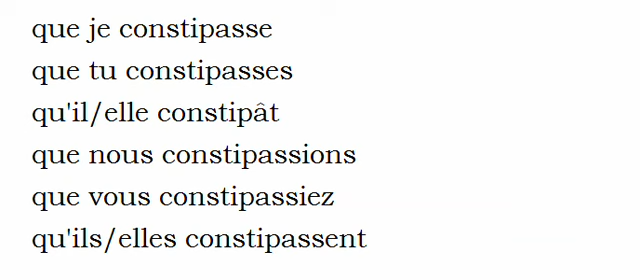 que je constipasse
que tu constipasses
qu'il/elle constipât
que nous constipassions
que vous constipassiez
qu'ils/elles constipassent